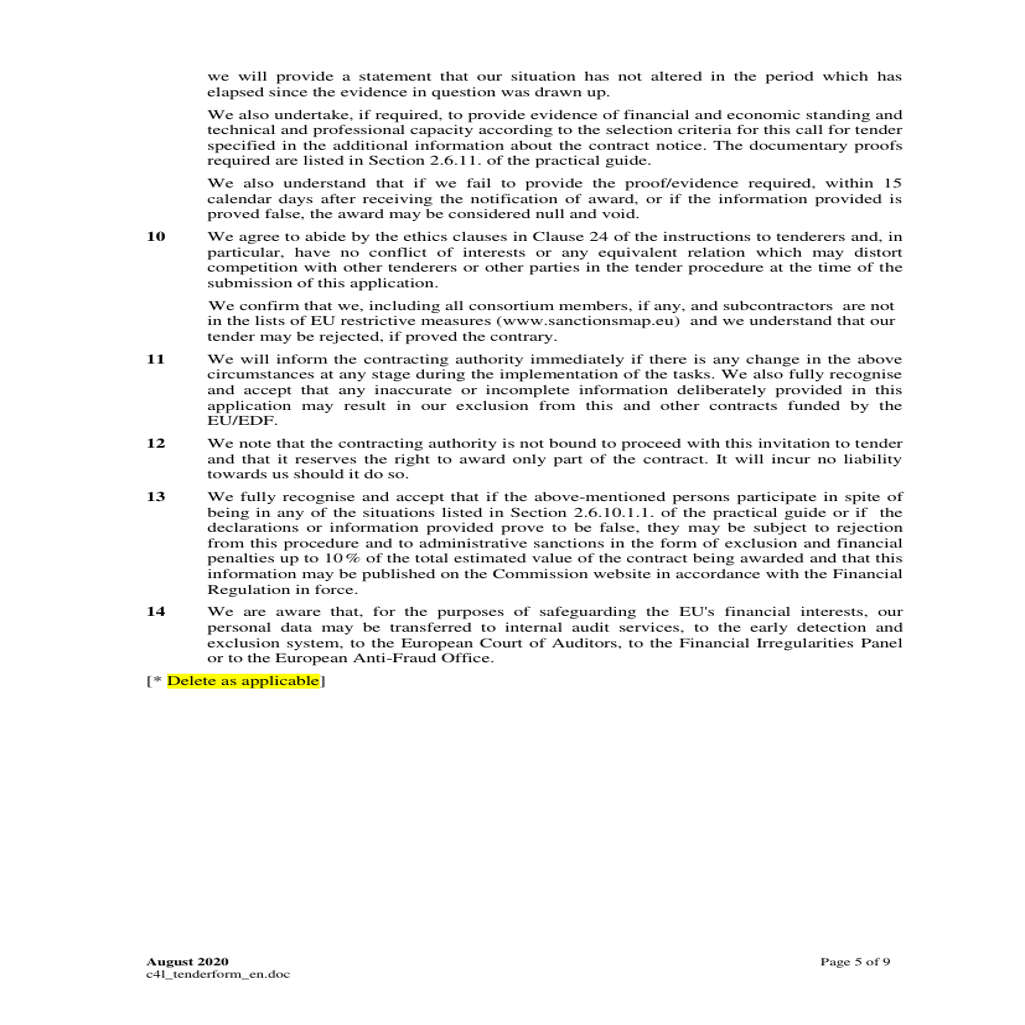 we will provide a statement that our situation has not altered in the period which has
elapsed since the evidence in question was drawn up.
We also undertake, if required, to provide evidence of financial and economic standing and
technical and professional capacity according to the selection criteria for this call for tender
specified in the additional information about the contract notice. The documentary proofs
required are listed in Section 2.6.11. of the practical guide.
We also understand that if we fail to provide the proof/evidence required, within 15
calendar days after receiving the notification of award, or if the information provided is
proved false, the award may be considered null and void.
10 We agree to abide by the ethics clauses in Clause 24 of the instructions to tenderers and, in
particular, have no conflict of interests or any equivalent relation which may distort
competition with other tenderers or other parties in the tender procedure at the time of the
submission of this application.
We confirm that we, including all consortium members, if any, and subcontractors are not
in the lists of EU restrictive measures (www.sanctionsmap.eu) and we understand that our
tender may be rejected, if proved the contrary.
11 We will inform the contracting authority immediately if there is any change in the above
circumstances at any stage during the implementation of the tasks. We also fully recognise
and accept that any inaccurate or incomplete information deliberately provided in this
application may result in our exclusion from this and other contracts funded by the
EU/EDF.
12 We note that the contracting authority is not bound to proceed with this invitation to tender
and that it reserves the right to award only part of the contract. It will incur no liability
towards us should it do so.
13 We fully recognise and accept that if the above-mentioned persons participate in spite of
being in any of the situations listed in Section 2.6.10.1.1. of the practical guide or if the
declarations or information provided prove to be false, they may be subject to rejection
from this procedure and to administrative sanctions in the form of exclusion and financial
penalties up to 10 % of the total estimated value of the contract being awarded and that this
information may be published on the Commission website in accordance with the Financial
Regulation in force.
14 We are aware that, for the purposes of safeguarding the EU's financial interests, our
personal data may be transferred to internal audit services, to the early detection and
exclusion system, to the European Court of Auditors, to the Financial Irregularities Panel
or to the European Anti-Fraud Office.
[* Delete as applicable]
August 2020 Page 5 of 9
c4l_tenderform_en.doc